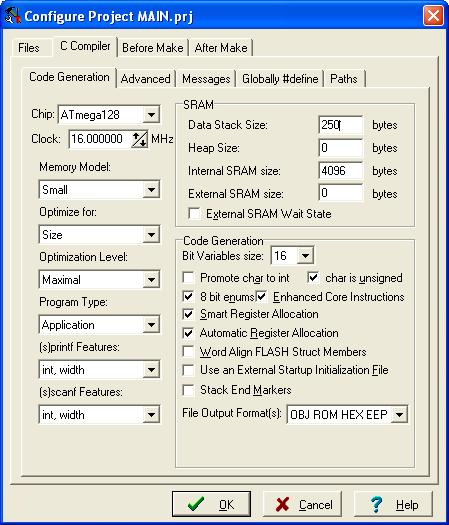 Configure Project MAIN.prj
Files
C Compiler
Before Make
After Make
Code Generation
Advanced
Messages
Globally #define
Paths
Chip: ATmega128
Clock: 16.000000 MHz
Memory Model:
Small
Optimize for:
Size
Optimization Level:
Maximal
Program Type:
Application
(s)printf Features:
int, width
(s)scanf Features:
int, width
SRAM
Data Stack Size: 250 bytes
Heap Size: 0 bytes
Internal SRAM size: 4096 bytes
External SRAM size: 0 bytes
External SRAM Wait State
Code Generation
Bit Variables size: 16
Promote char to int
char is unsigned
8 bit enums
Enhanced Core Instructions
Smart Register Allocation
Automatic Register Allocation
Word Align FLASH Struct Members
Use an External Startup Initialization File
Stack End Markers
File Output Format(s): OBJ ROM HEX EEP
OK
Cancel
? Help